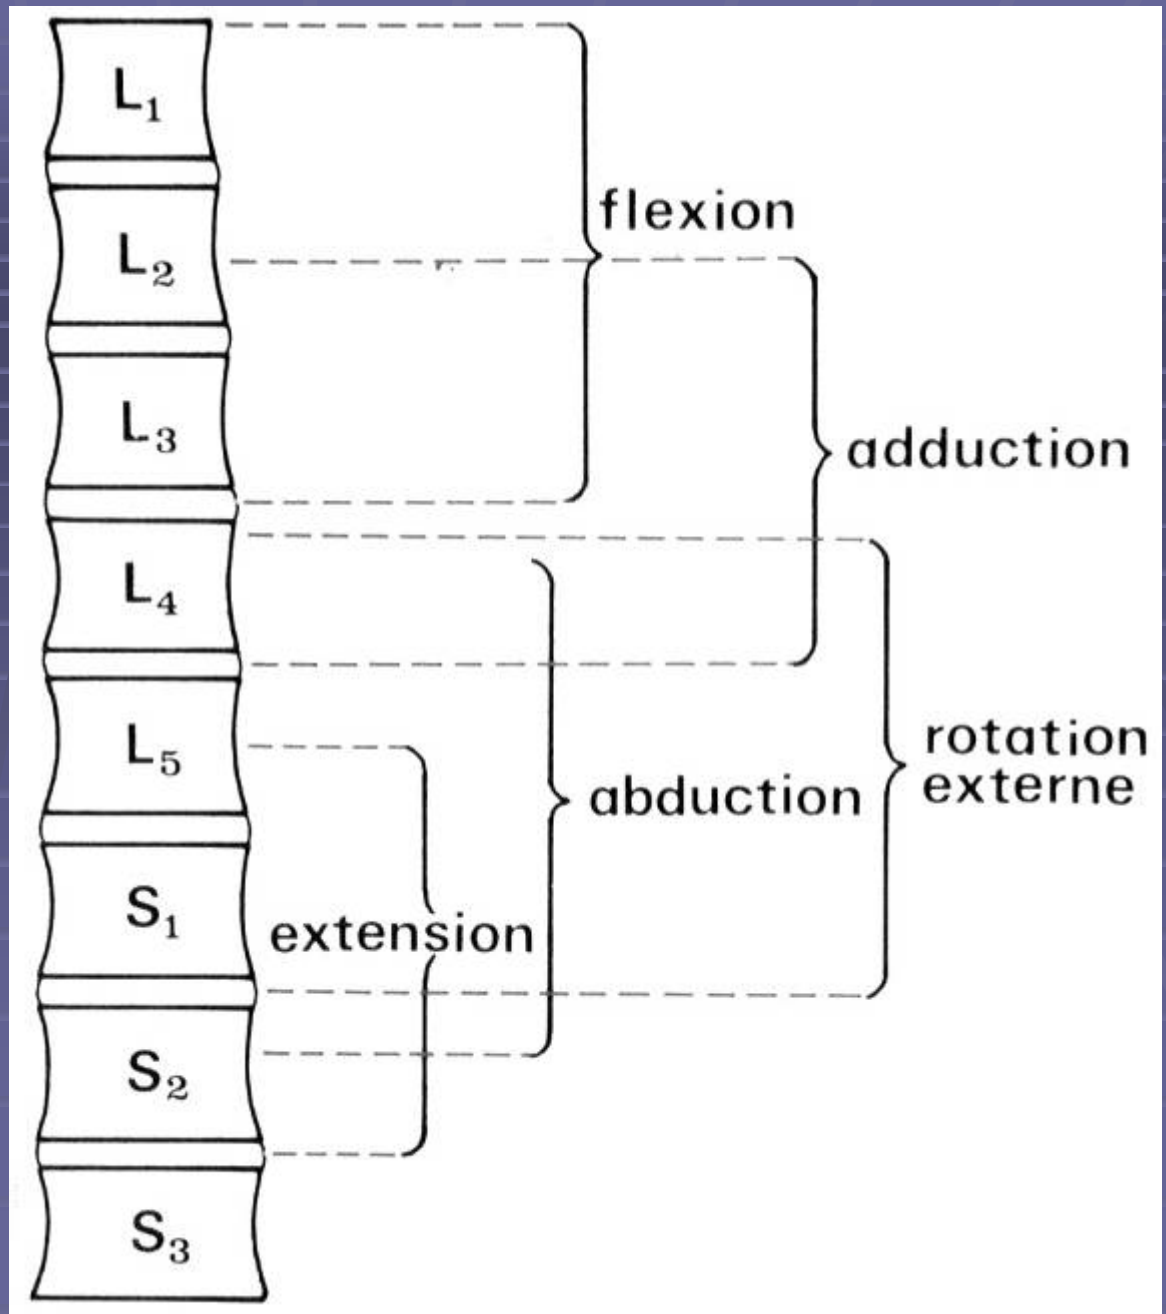 L₁
flexion
L₂
L₃
adduction
L₄
L₅
rotation
externe
abduction
S₁
extension
S₂
S₃